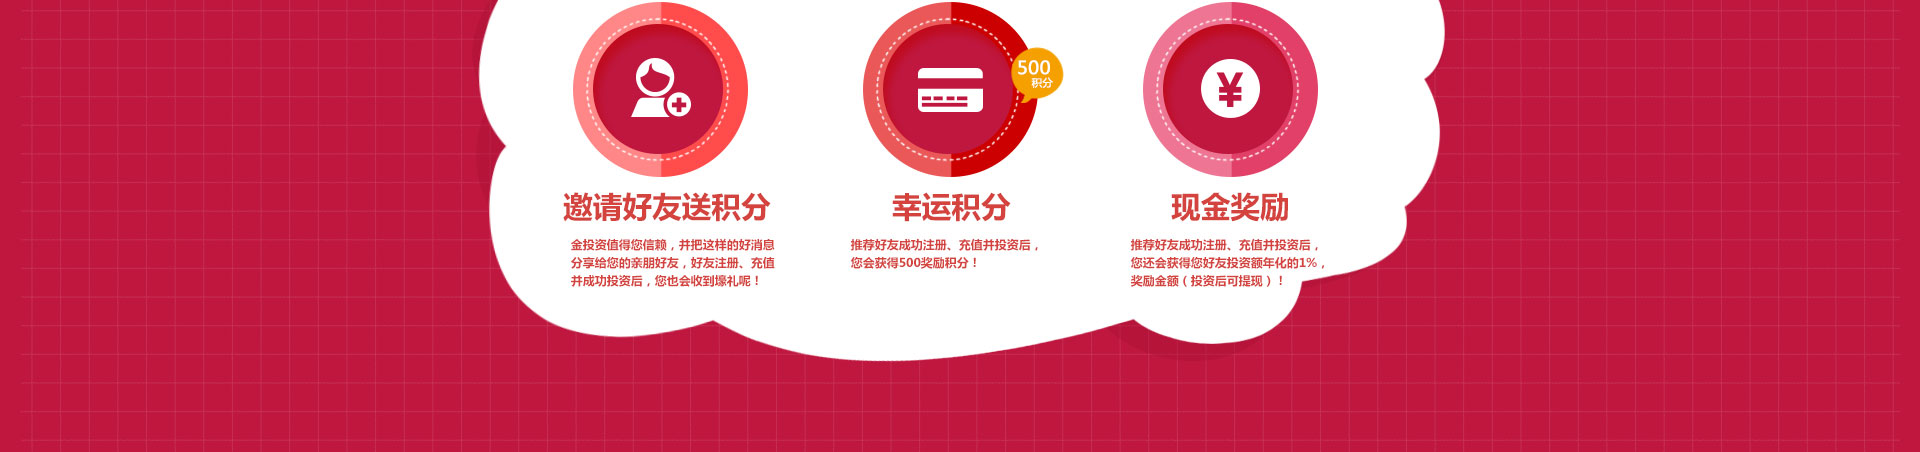 500
积分
邀请好友送积分
金投资值得您信赖，并把这样的好消息
分享给您的亲朋好友，好友注册、充值
并成功投资后，您也会收到壕礼呢！
幸运积分
推荐好友成功注册、充值并投资后，
您会获得500奖励积分！
现金奖励
推荐好友成功注册、充值并投资后，
您还会获得您好友投资额年化的1%，
奖励金额（投资后可提现）！